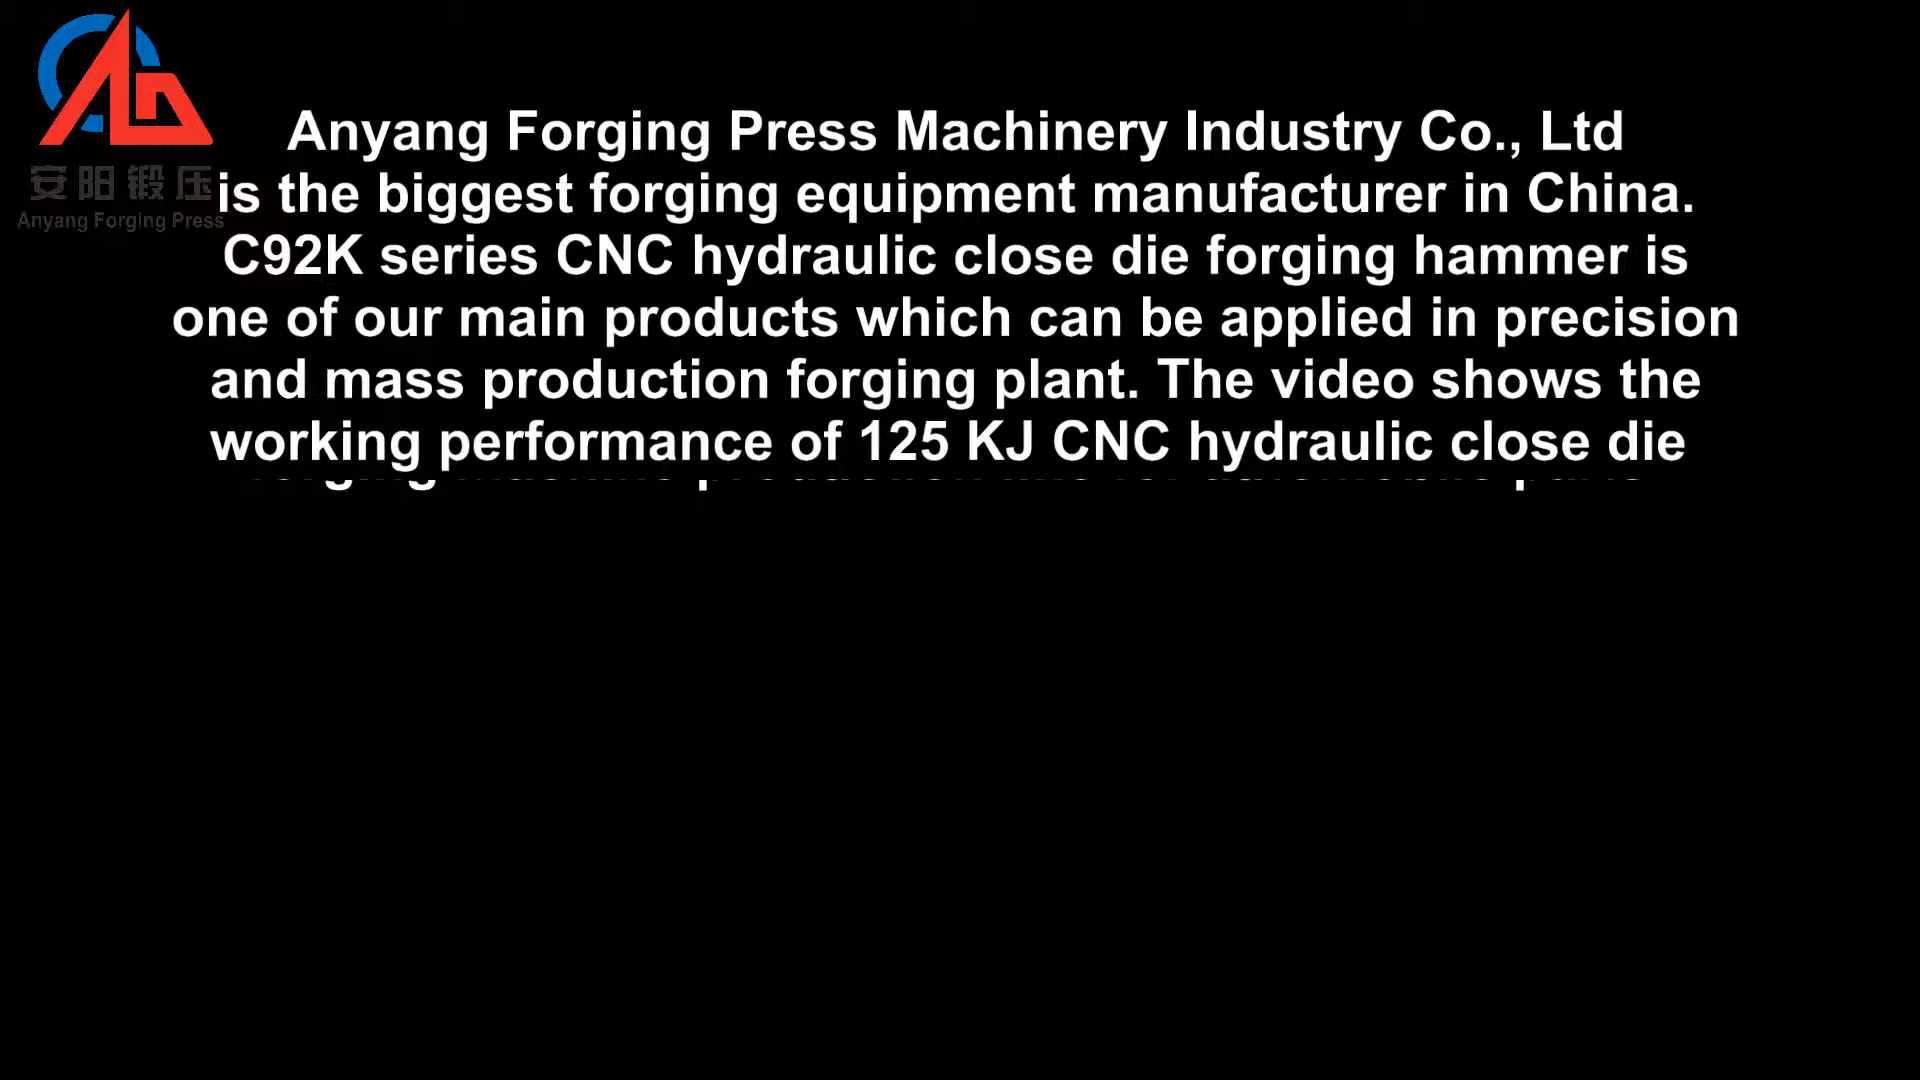 安阳锻压
Anyang Forging Press
Anyang Forging Press Machinery Industry Co., Ltd
is the biggest forging equipment manufacturer in China.
C92K series CNC hydraulic close die forging hammer is
one of our main products which can be applied in precision
and mass production forging plant. The video shows the
working performance of 125 KJ CNC hydraulic close die